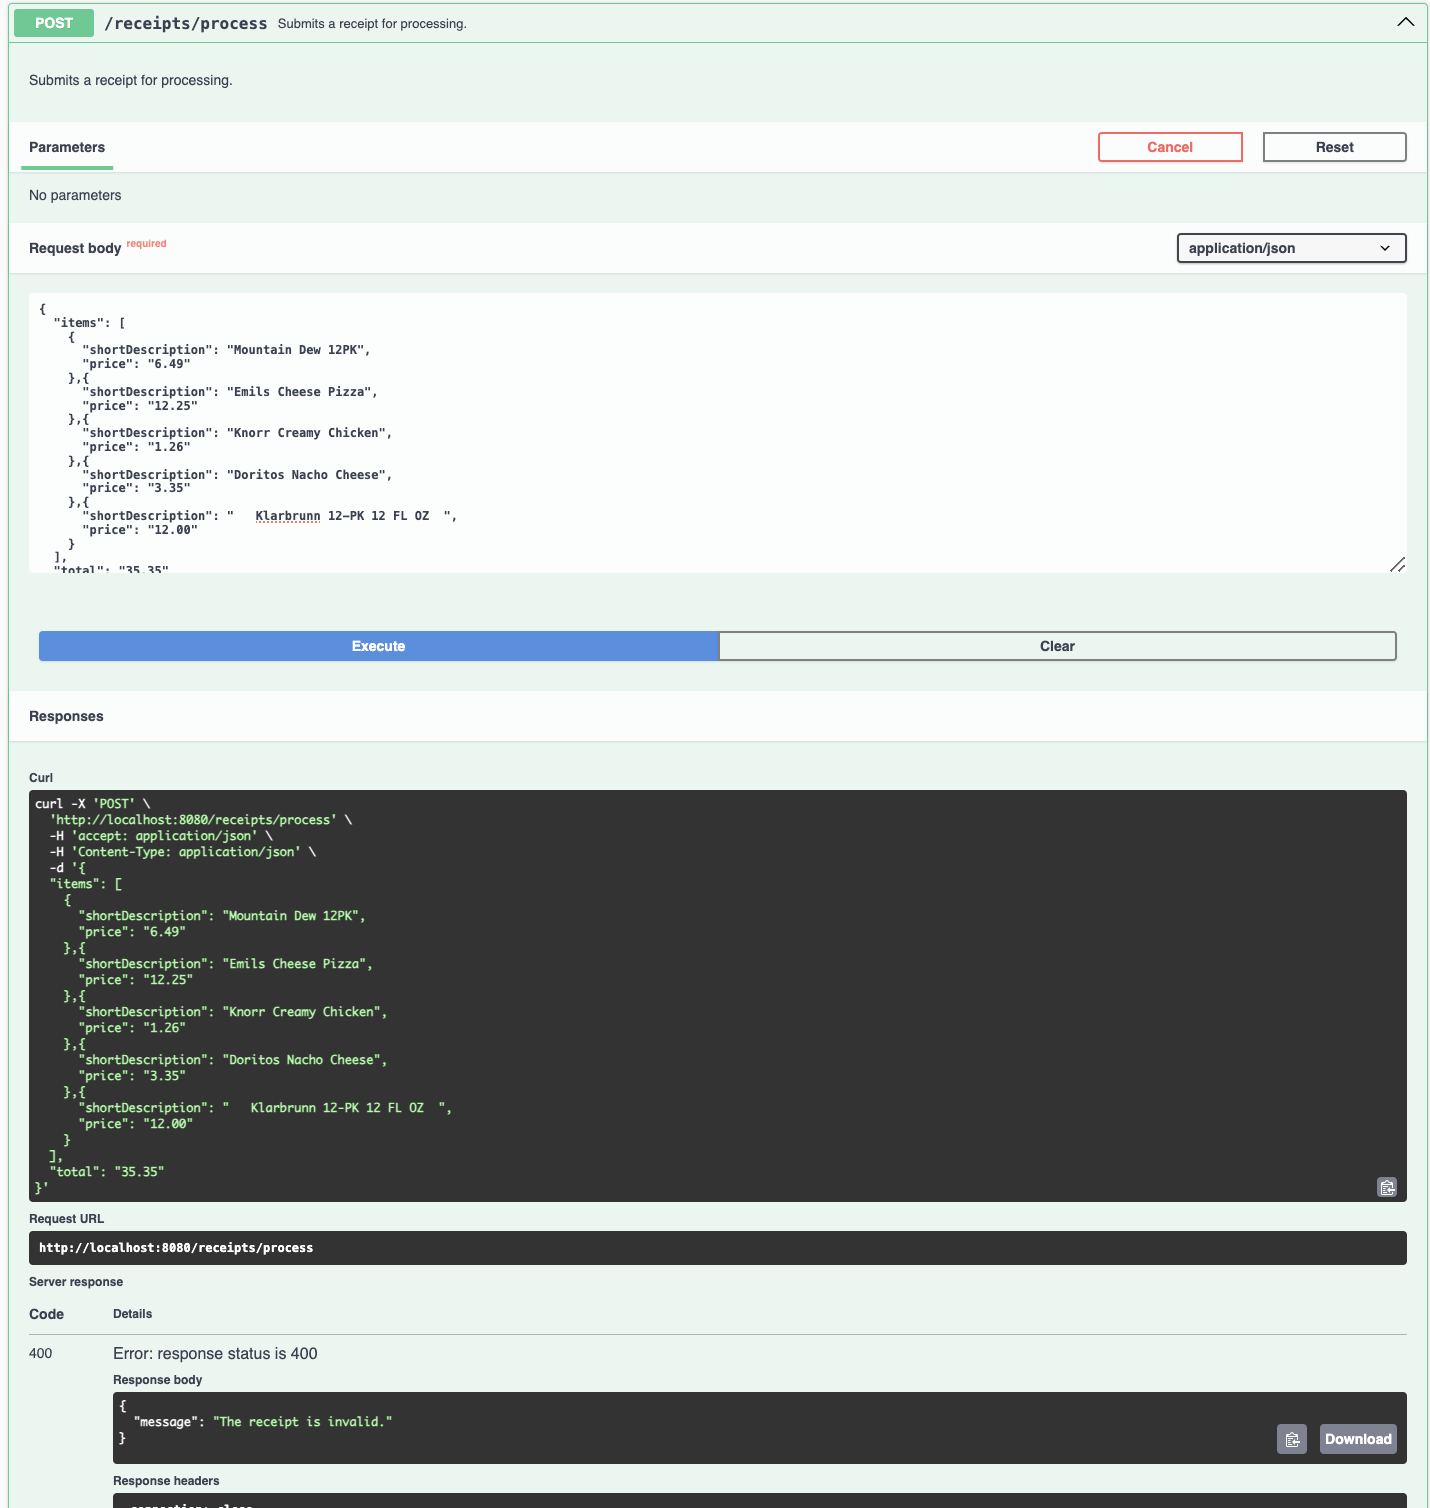 POST /receipts/process Submits a receipt for processing.
Submits a receipt for processing.
Parameters
Cancel
Reset
No parameters
Request body required
application/json
{
  "items": [
    {
      "shortDescription": "Mountain Dew 12PK",
      "price": "6.49"
    },{
      "shortDescription": "Emils Cheese Pizza",
      "price": "12.25"
    },{
      "shortDescription": "Knorr Creamy Chicken",
      "price": "1.26"
    },{
      "shortDescription": "Doritos Nacho Cheese",
      "price": "3.35"
    },{
      "shortDescription": "   Klarbrunn 12-PK 12 FL OZ  ",
      "price": "12.00"
    }
  ],
  "total": "35.35"
Execute
Clear
Responses
Curl
curl -X 'POST' \
  'http://localhost:8080/receipts/process' \
  -H 'accept: application/json' \
  -H 'Content-Type: application/json' \
  -d '{
  "items": [
    {
      "shortDescription": "Mountain Dew 12PK",
      "price": "6.49"
    },{
      "shortDescription": "Emils Cheese Pizza",
      "price": "12.25"
    },{
      "shortDescription": "Knorr Creamy Chicken",
      "price": "1.26"
    },{
      "shortDescription": "Doritos Nacho Cheese",
      "price": "3.35"
    },{
      "shortDescription": "   Klarbrunn 12-PK 12 FL OZ  ",
      "price": "12.00"
    }
  ],
  "total": "35.35"
}'
Request URL
http://localhost:8080/receipts/process
Server response
Code Details
400 Error: response status is 400
Response body
{
  "message": "The receipt is invalid."
}
Download
Response headers
connection: close